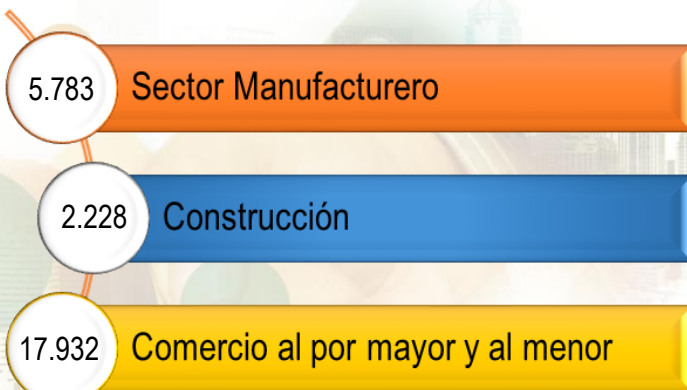 5.783 Sector Manufacturero
2.228 Construcción
17.932 Comercio al por mayor y al menor